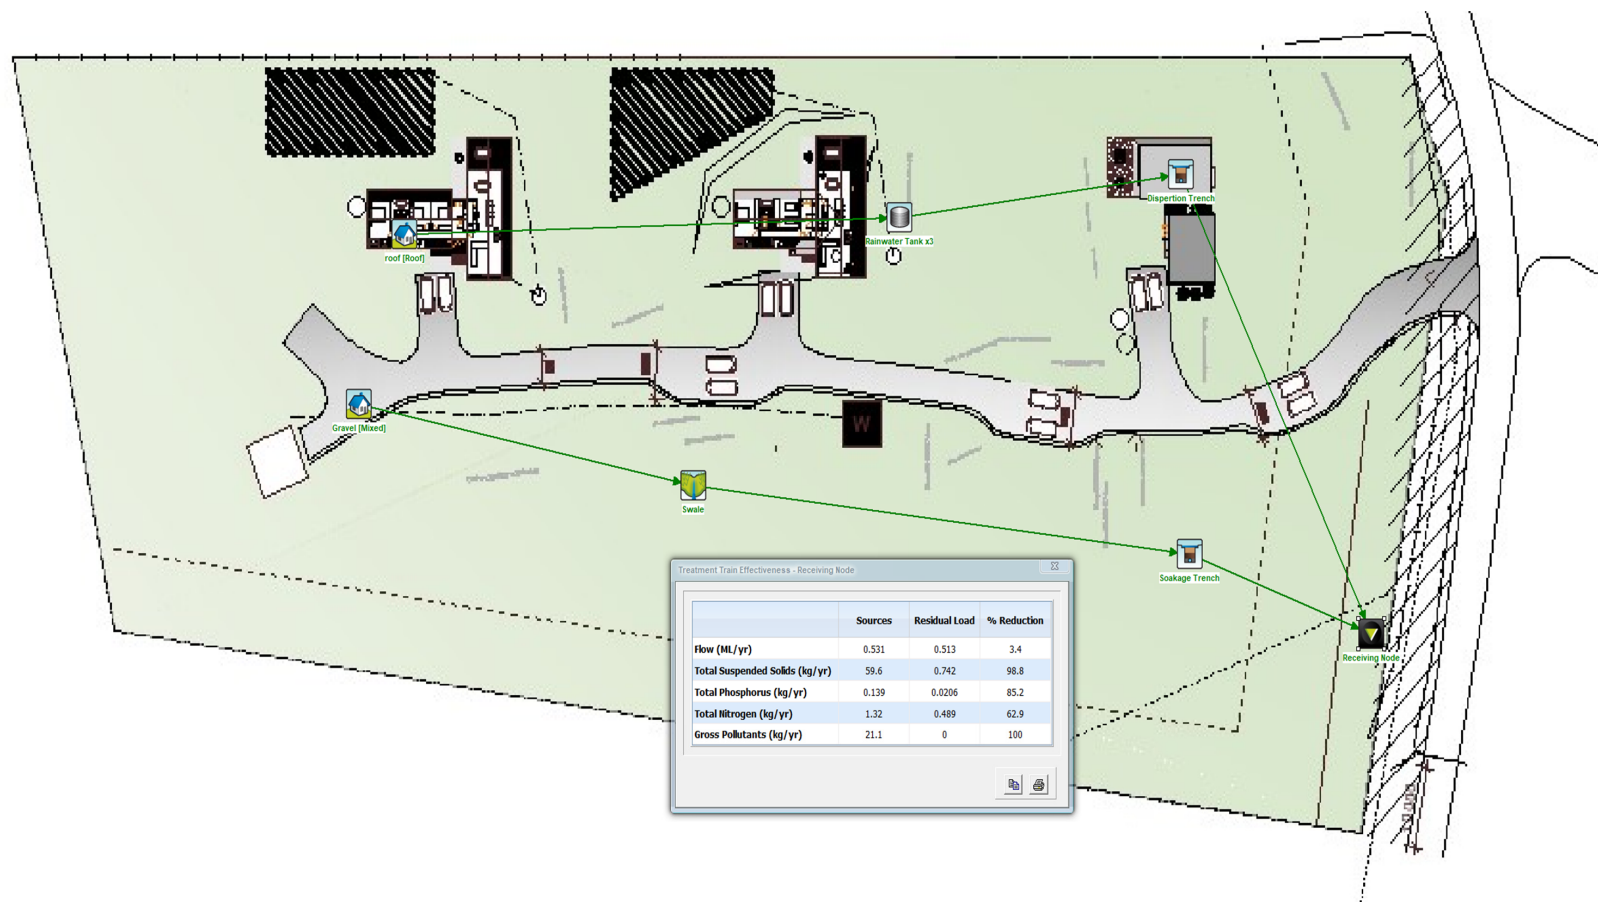 Dispertion Trench
Rainwater Tank x3
roof [Roof]
Gravel [Mixed]
W
Swale
Soakage Trench
Receiving Node
Treatment Train Effectiveness - Receiving Node
Sources Residual Load % Reduction
Flow (ML/yr) 0.531 0.513 3.4
Total Suspended Solids (kg/yr) 59.6 0.742 98.8
Total Phosphorus (kg/yr) 0.139 0.0206 85.2
Total Nitrogen (kg/yr) 1.32 0.489 62.9
Gross Pollutants (kg/yr) 21.1 0 100